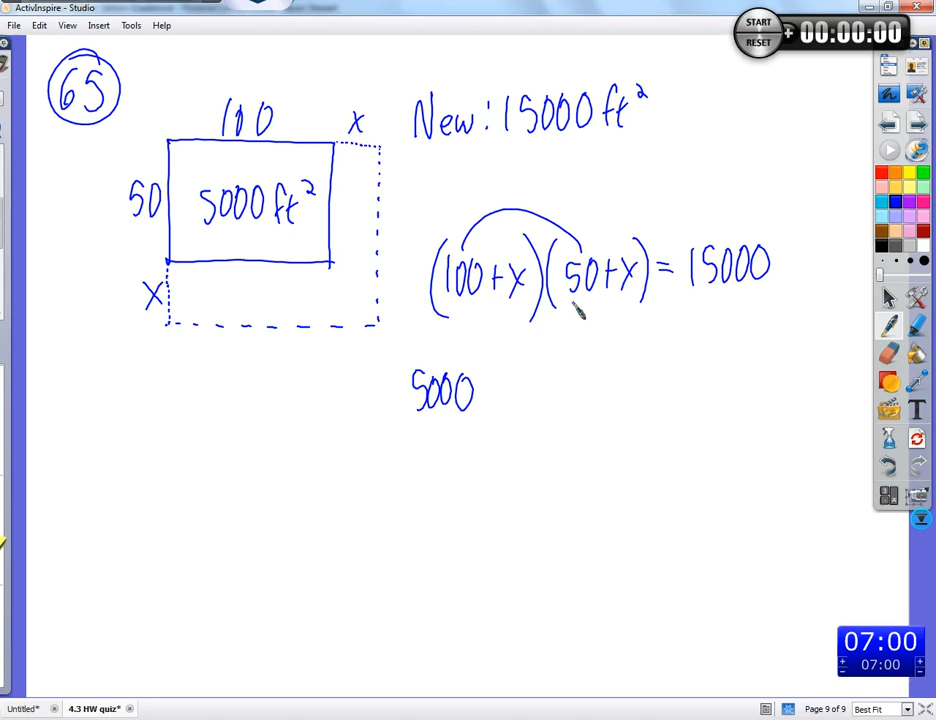 ActivInspire - Studio
File Edit View Insert Tools Help
START
RESET
+ 00:00:00
65
100 x
New: 15000 ft²
50 5000 ft²
(100+x)(50+x) = 15000
x
5000
07:00
07:00
Untitled* 4.3 HW quiz* Page 9 of 9 Best Fit